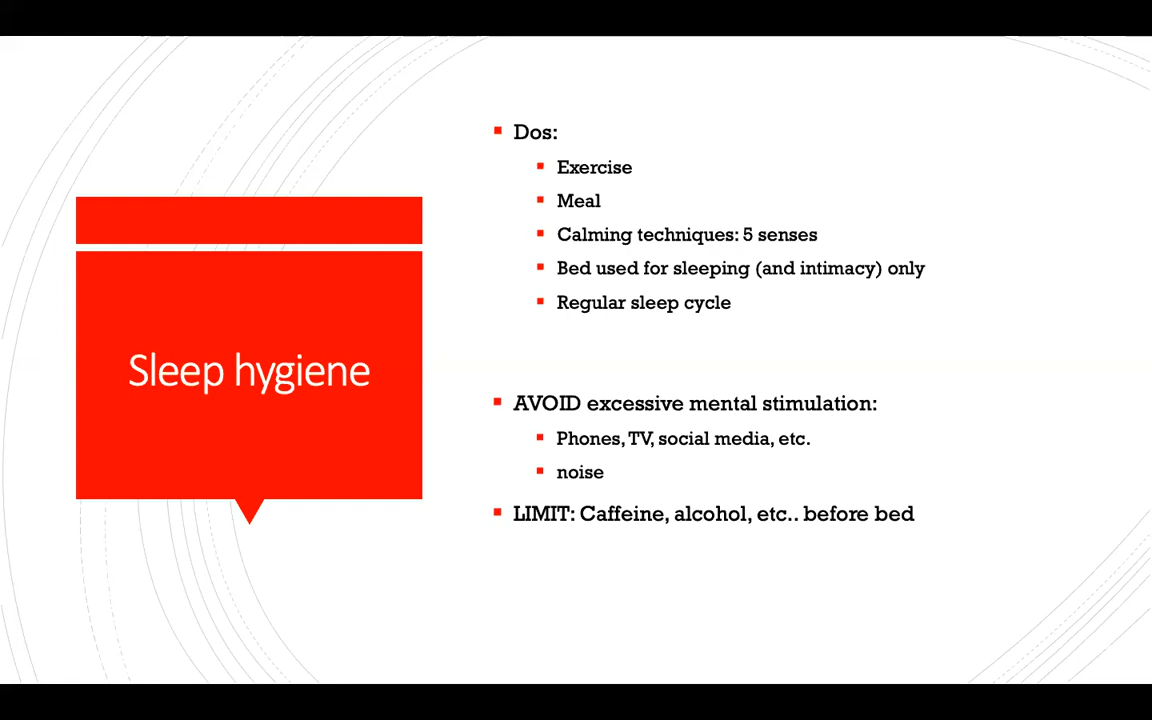 Sleep hygiene
Dos:
Exercise
Meal
Calming techniques: 5 senses
Bed used for sleeping (and intimacy) only
Regular sleep cycle
AVOID excessive mental stimulation:
Phones, TV, social media, etc.
noise
LIMIT: Caffeine, alcohol, etc.. before bed